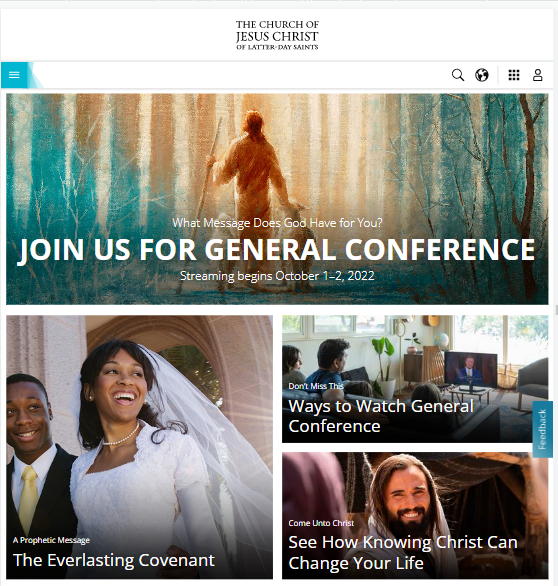 THE CHURCH OF
JESUS CHRIST
OF LATTER-DAY SAINTS
What Message Does God Have for You?
JOIN US FOR GENERAL CONFERENCE
Streaming begins October 1–2, 2022
A Prophetic Message
The Everlasting Covenant
Don't Miss This
Ways to Watch General
Conference
Come Unto Christ
See How Knowing Christ Can
Change Your Life
Feedback